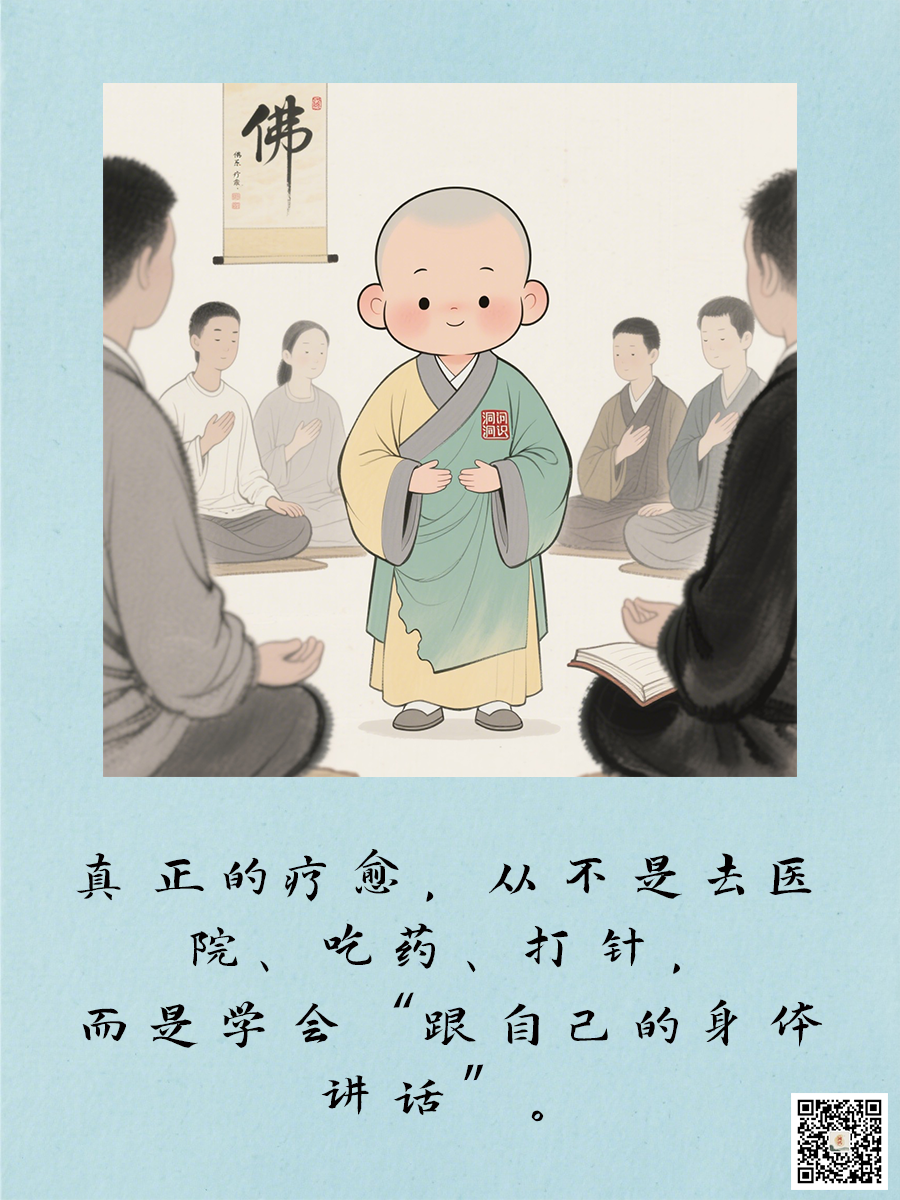 佛
真正的疗愈，从不是去医
院、吃药、打针，
而是学会“跟自己的身体
讲话”。